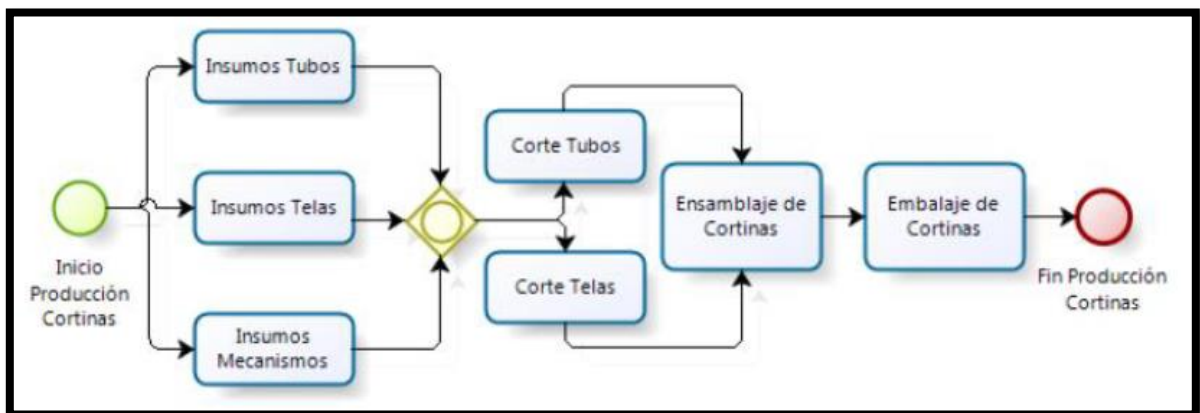 Insumos Tubos
Insumos Telas
Insumos
Mecanismos
Inicio
Producción
Cortinas
Corte Tubos
Corte Telas
Ensamblaje de
Cortinas
Embalaje de
Cortinas
Fin Producción
Cortinas